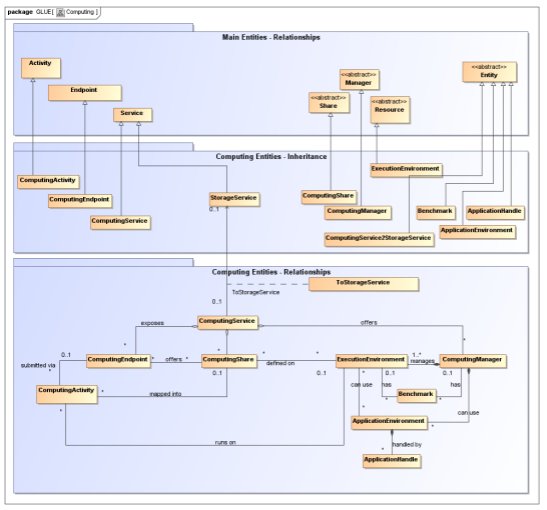 package GLUE[ Computing ]
Main Entities - Relationships
Activity
Endpoint
Service
<<abstract>>
Manager
<<abstract>>
Share
<<abstract>>
Resource
<<abstract>>
Entity
Computing Entities - Inheritance
ComputingActivity
ComputingEndpoint
ComputingService
StorageService
0..1
ComputingShare
ComputingManager
ExecutionEnvironment
ComputingService2StorageService
Benchmark
ApplicationHandle
ApplicationEnvironment
Computing Entities - Relationships
ToStorageService
ToStorageService
0..1
ComputingService
exposes
offers
*
*
*
ComputingEndpoint
* offers *
ComputingShare
* defined on *
ExecutionEnvironment
1..*
manages
ComputingManager
0..1
submitted via
*
0..1
0..1
0..1
0..1
can use
has
has
ComputingActivity
* mapped into
Benchmark
*
*
*
ApplicationEnvironment
*
can use
runs on
handled by
*
ApplicationHandle